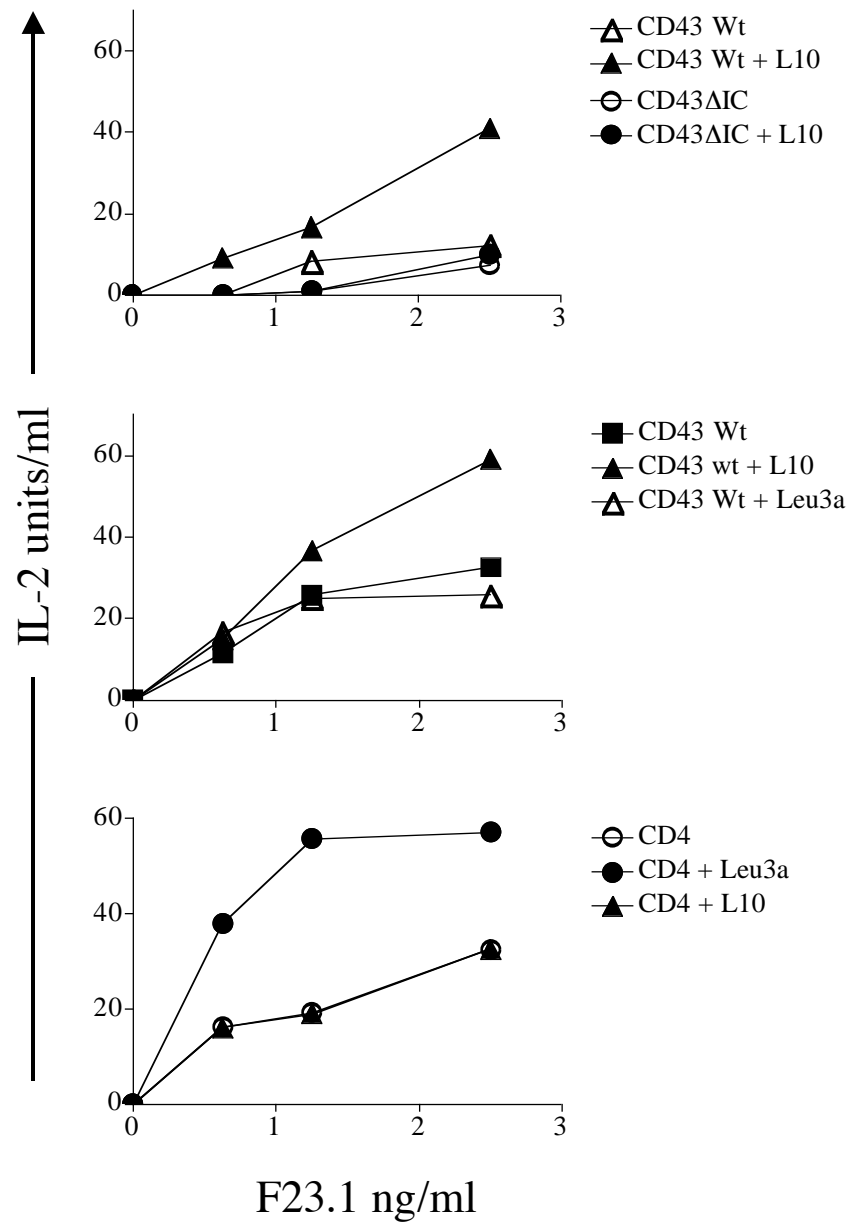 IL-2 units/ml
60
40
20
0
0 1 2 3
CD43 Wt
CD43 Wt + L10
CD43ΔIC
CD43ΔIC + L10
60
40
20
0
0 1 2 3
CD43 Wt
CD43 wt + L10
CD43 Wt + Leu3a
60
40
20
0
0 1 2 3
CD4
CD4 + Leu3a
CD4 + L10
F23.1 ng/ml